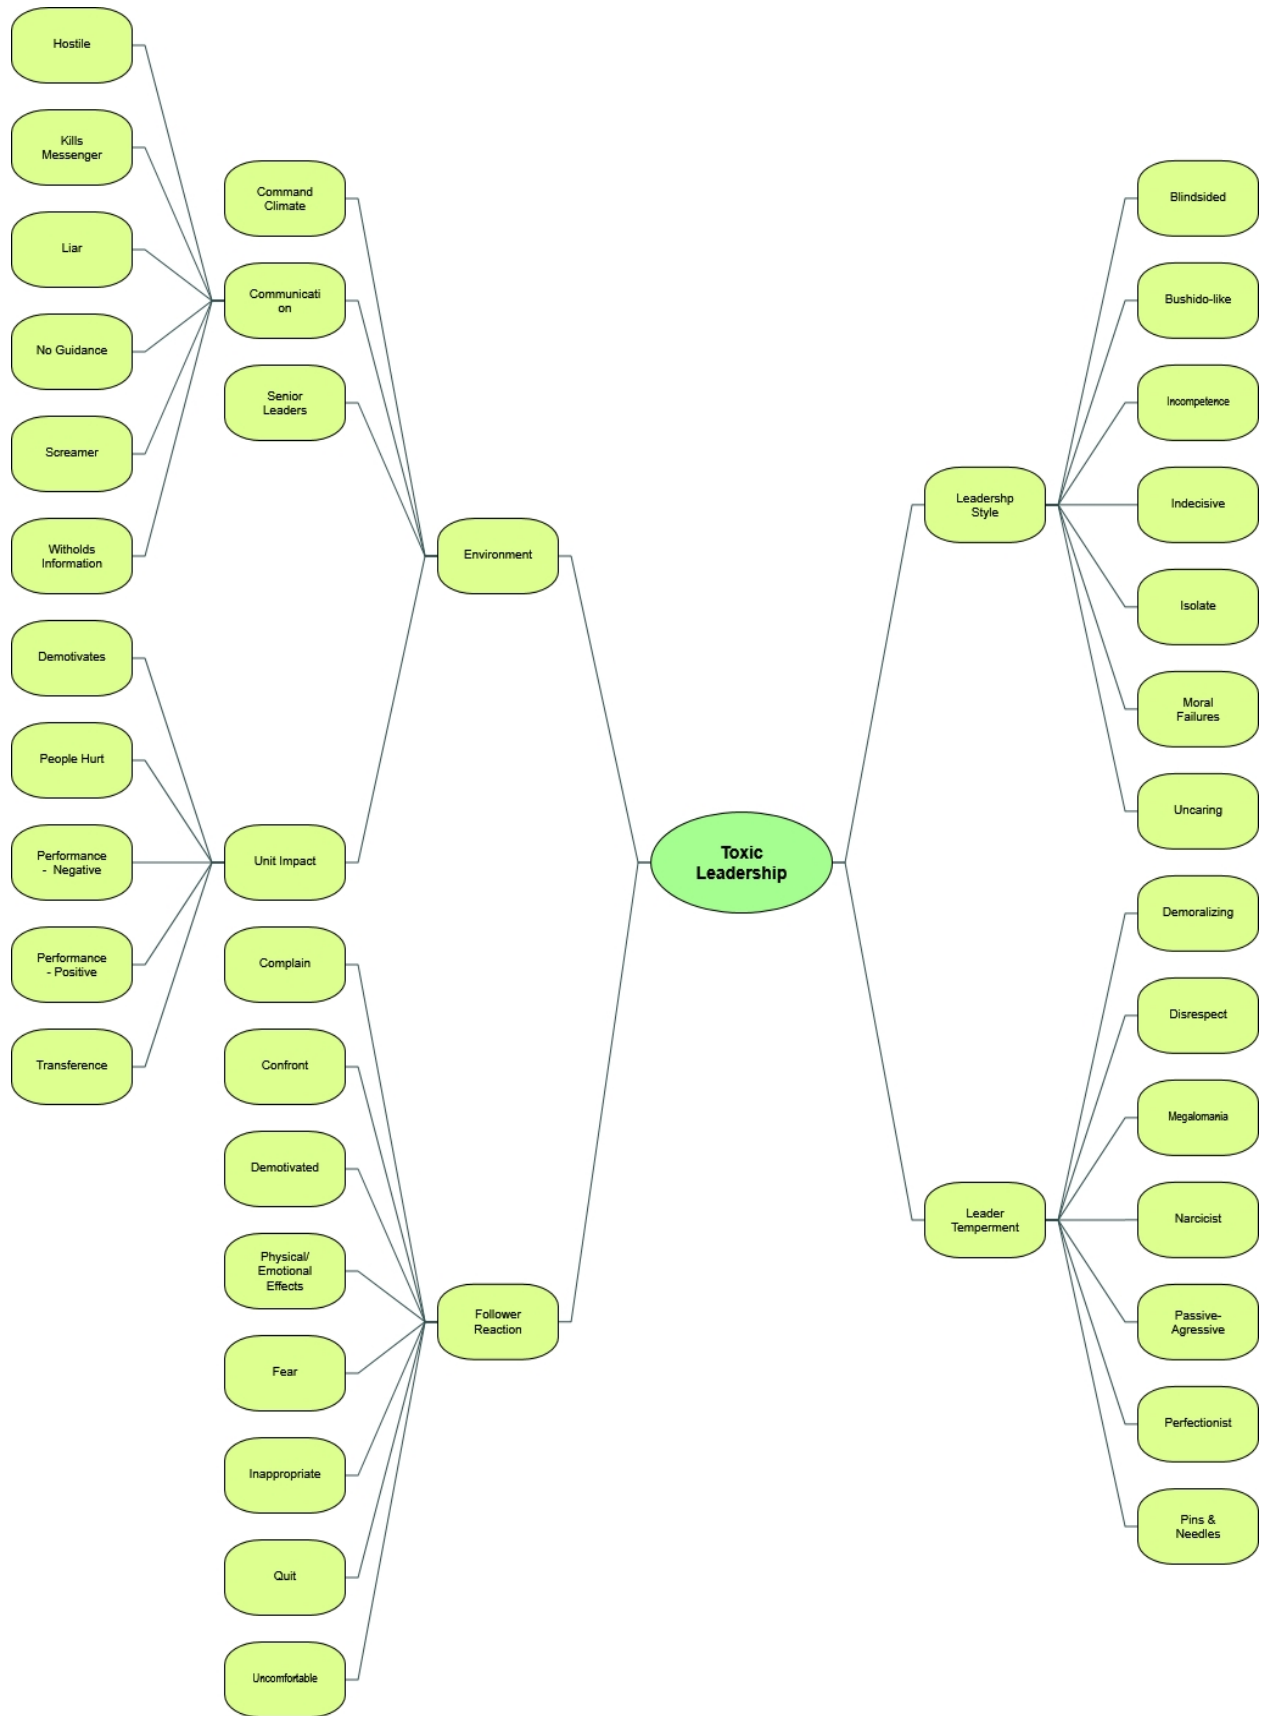 Hostile
Kills
Messenger
Liar
No Guidance
Screamer
Witholds
Information
Demotivates
People Hurt
Performance
- Negative
Performance
- Positive
Transference
Command
Climate
Communicati
on
Senior
Leaders
Unit Impact
Complain
Confront
Demotivated
Physical/
Emotional
Effects
Fear
Inappropriate
Quit
Uncomfortable
Environment
Follower
Reaction
Toxic
Leadership
Leadershp
Style
Leader
Temperment
Blindsided
Bushido-like
Incompetence
Indecisive
Isolate
Moral
Failures
Uncaring
Demoralizing
Disrespect
Megalomania
Narcicist
Passive-
Agressive
Perfectionist
Pins &
Needles